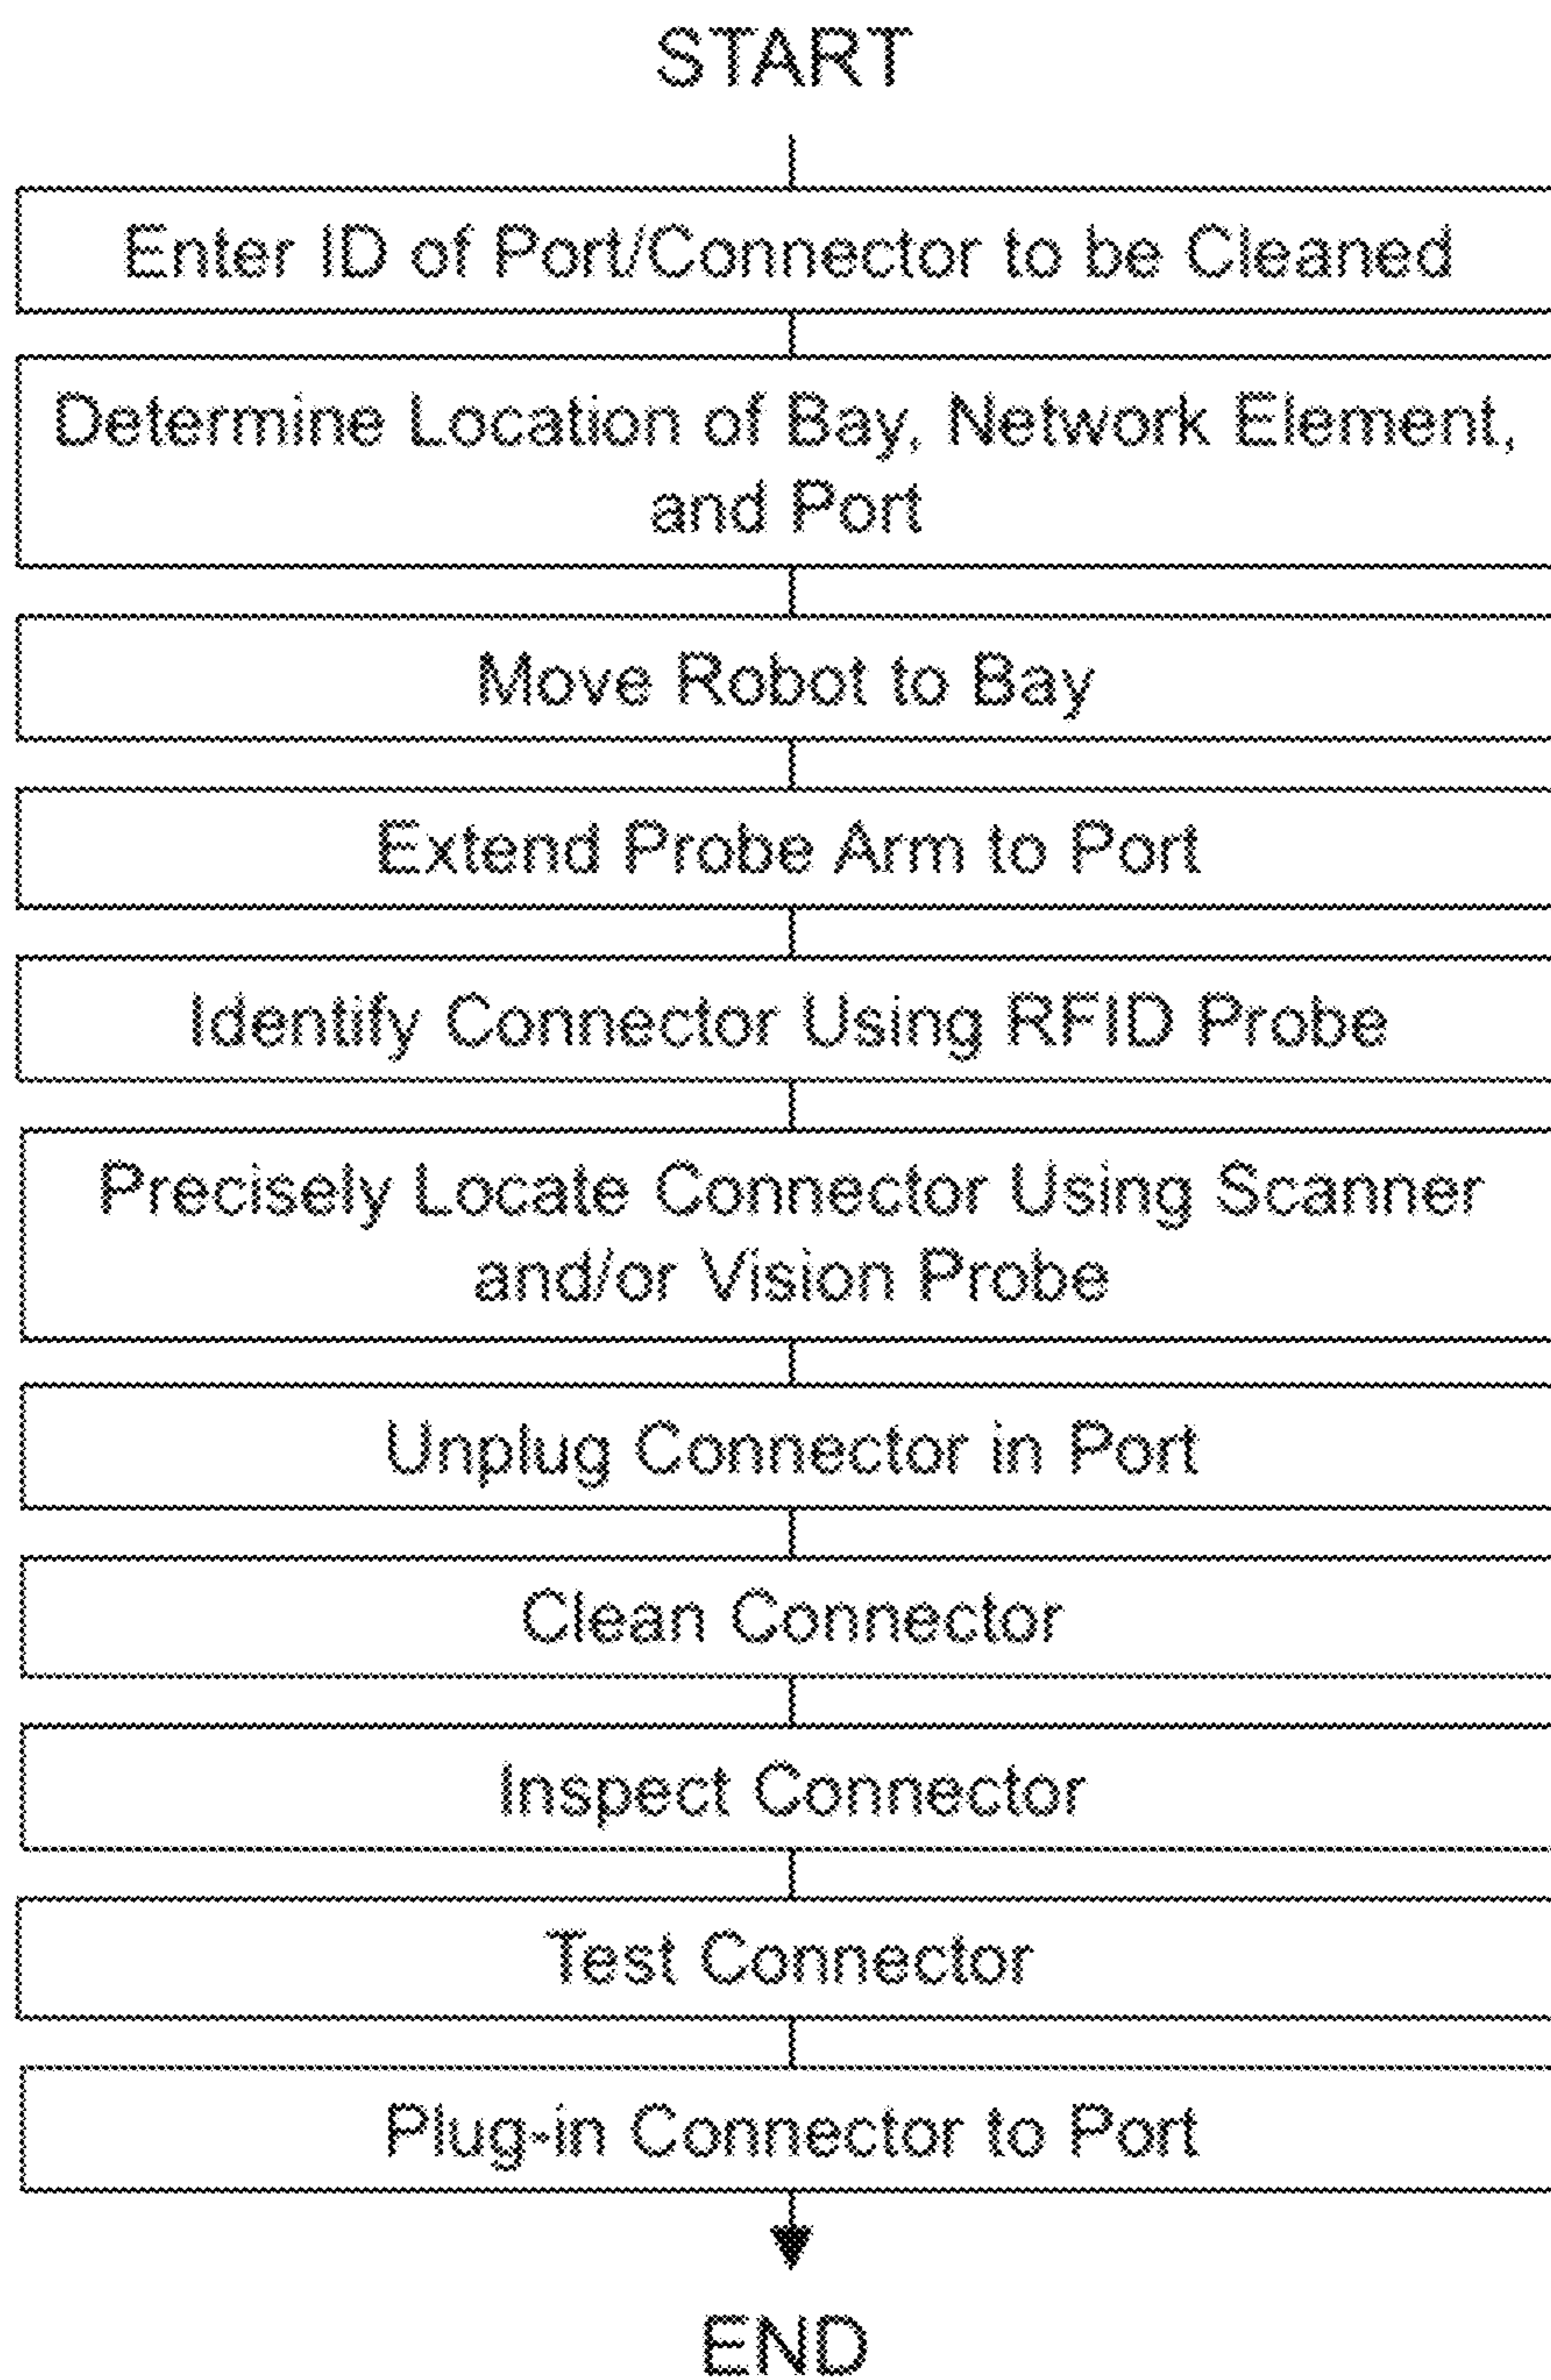 START
Enter ID of Port/Connector to be Cleaned
Determine Location of Bay, Network Element,
and Port
Move Robot to Bay
Extend Probe Arm to Port
Identify Connector Using RFID Probe
Precisely Locate Connector Using Scanner
and/or Vision Probe
Unplug Connector in Port
Clean Connector
Inspect Connector
Test Connector
Plug-in Connector to Port
END